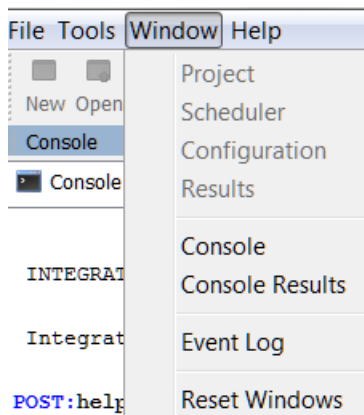 File Tools Window Help
New Open
Project
Scheduler
Configuration
Results
Console
Console Results
Event Log
Reset Windows
Console
Console
INTEGRAT
Integrat
POST:help